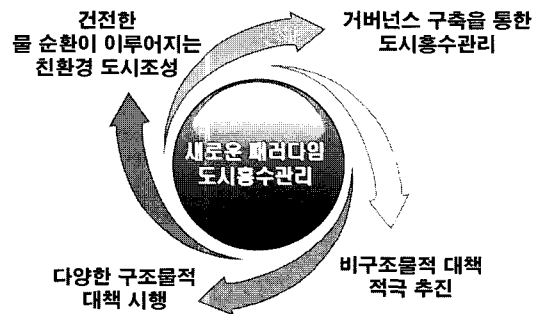 건전한
물 순환이 이루어지는
친환경 도시조성
거버넌스 구축을 통한
도시홍수관리
새로운 패러다임
도시홍수관리
다양한 구조물적
대책 시행
비구조물적 대책
적극 추진